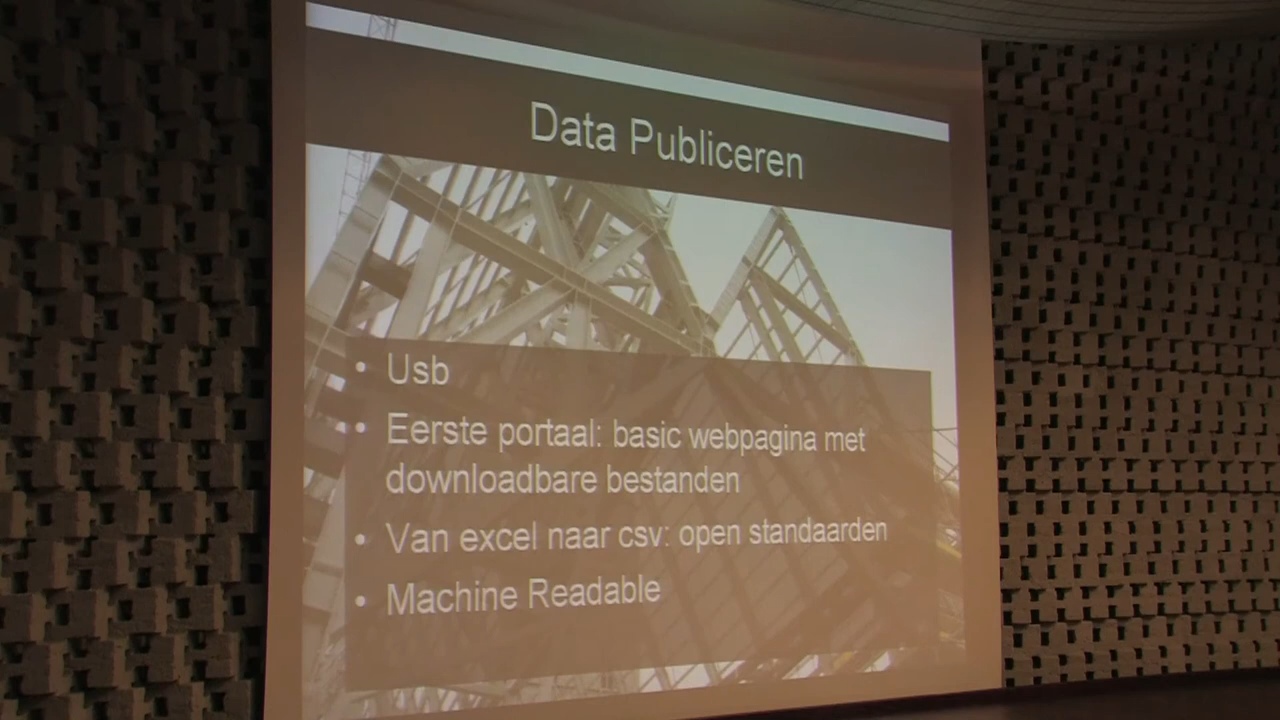 Data Publiceren
• Usb
• Eerste portaal: basic webpagina met
downloadbare bestanden
• Van excel naar csv: open standaarden
• Machine Readable